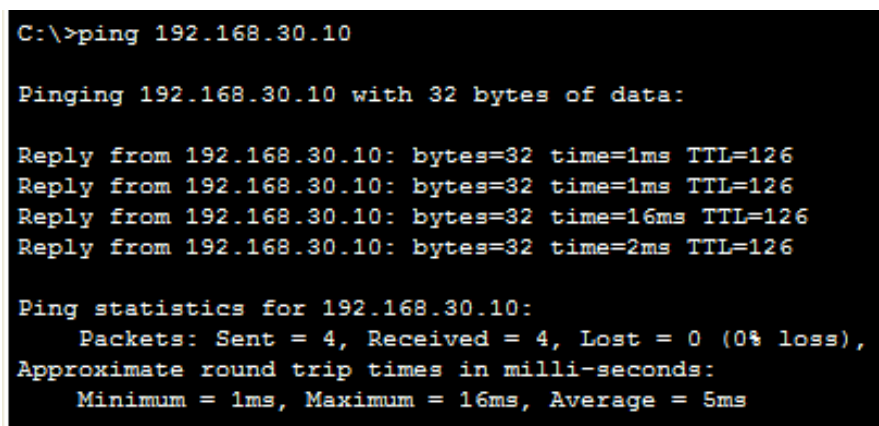 C:\>ping 192.168.30.10
Pinging 192.168.30.10 with 32 bytes of data:
Reply from 192.168.30.10: bytes=32 time=1ms TTL=126
Reply from 192.168.30.10: bytes=32 time=1ms TTL=126
Reply from 192.168.30.10: bytes=32 time=16ms TTL=126
Reply from 192.168.30.10: bytes=32 time=2ms TTL=126
Ping statistics for 192.168.30.10:
    Packets: Sent = 4, Received = 4, Lost = 0 (0% loss),
Approximate round trip times in milli-seconds:
    Minimum = 1ms, Maximum = 16ms, Average = 5ms